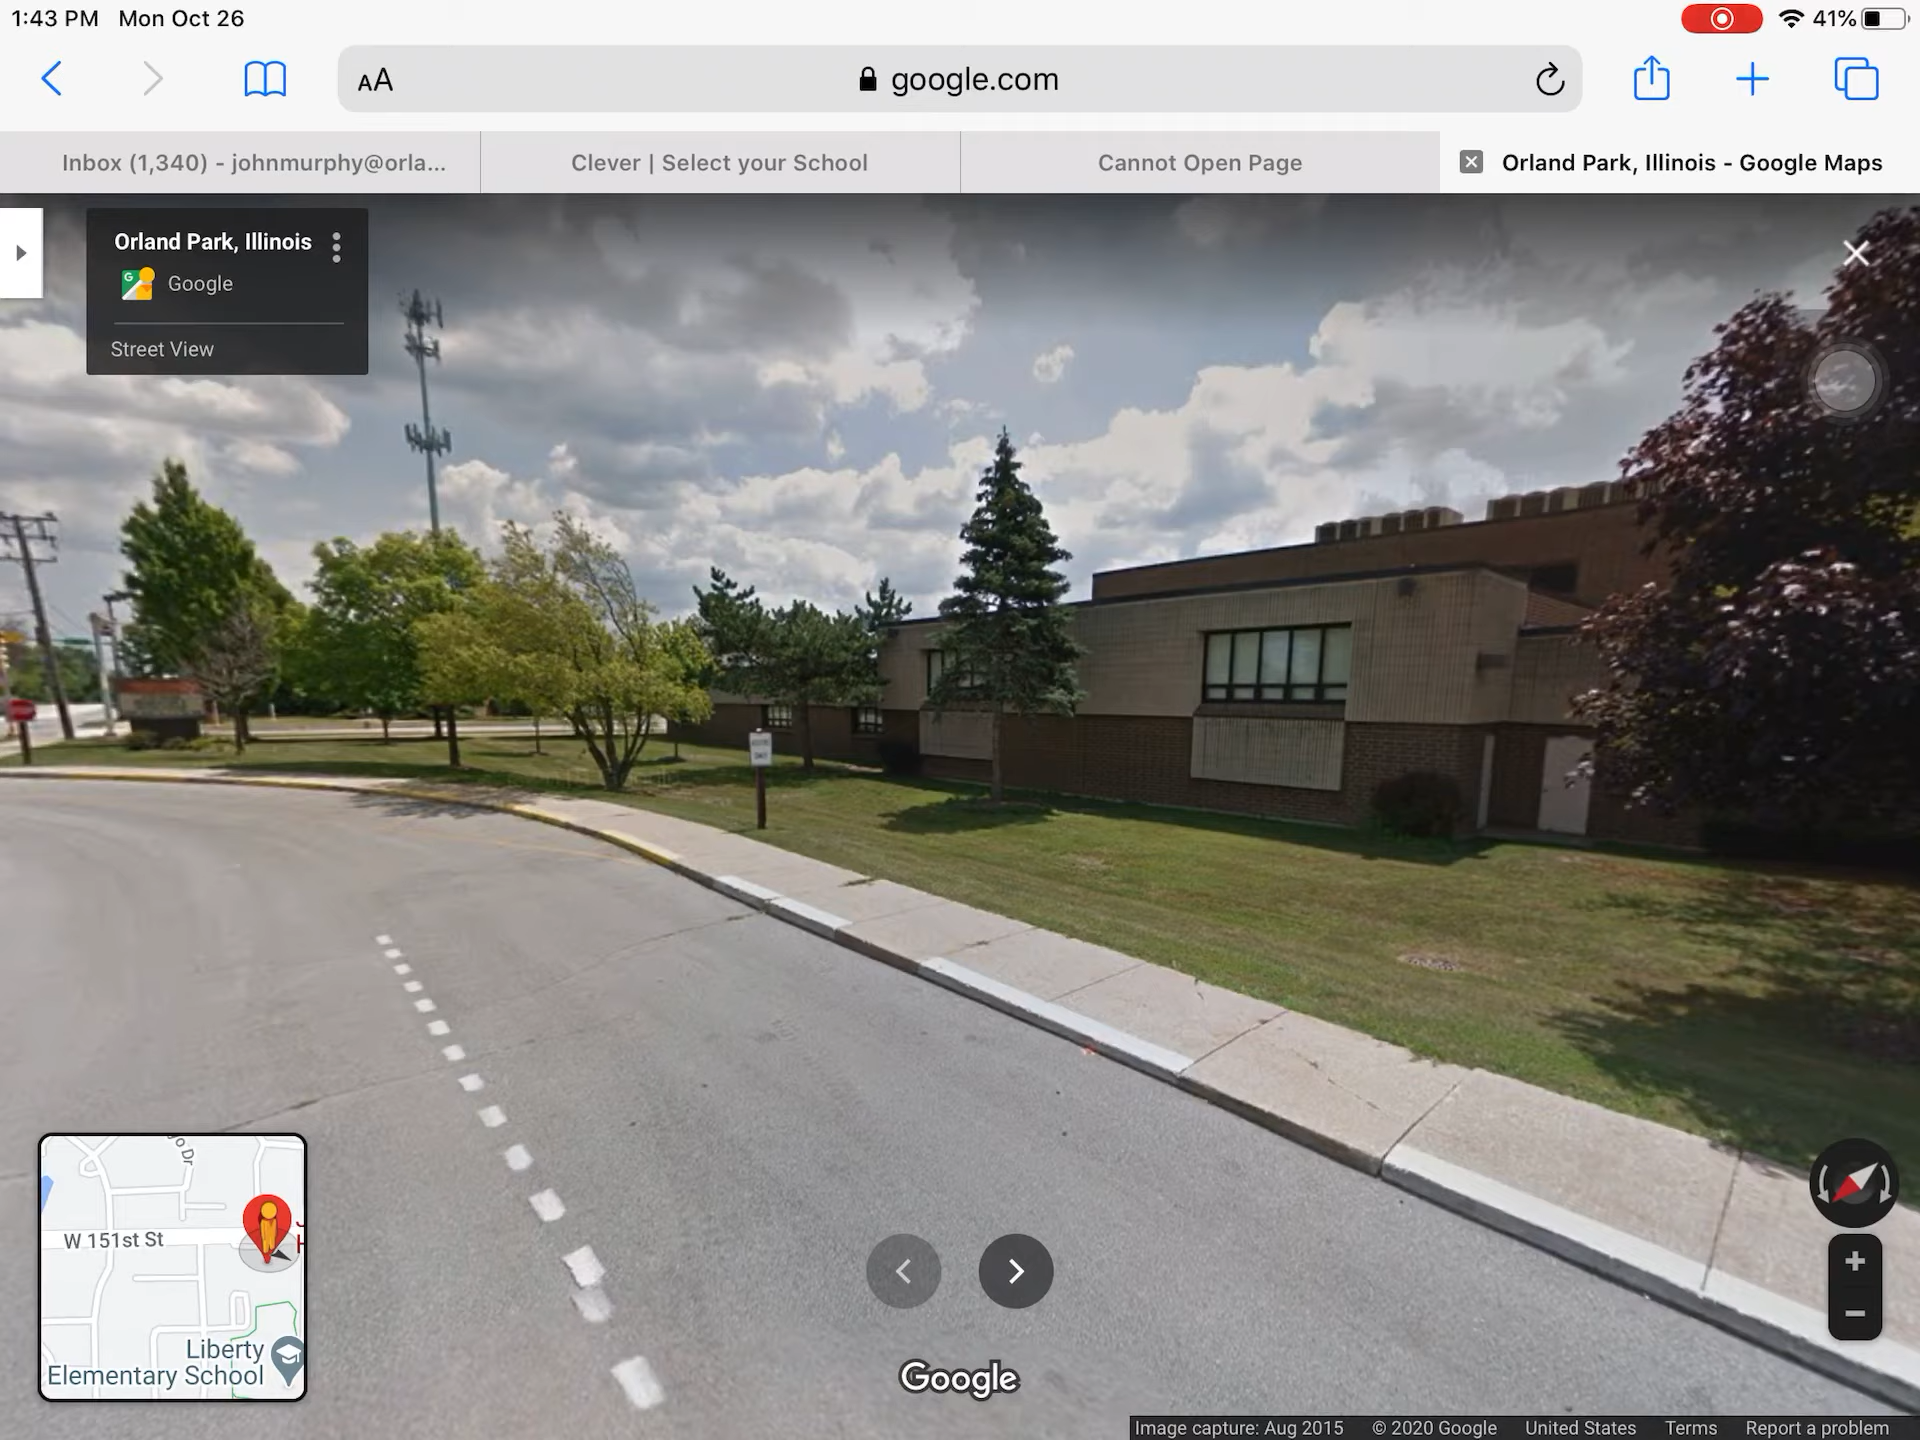 1:43 PM Mon Oct 26
41%
AA
google.com
Inbox (1,340) - johnmurphy@orla...
Clever | Select your School
Cannot Open Page
Orland Park, Illinois - Google Maps
Orland Park, Illinois
Google
Street View
ONLY
W 151st St
Liberty
Elementary School
Google
Image capture: Aug 2015 © 2020 Google United States Terms Report a problem